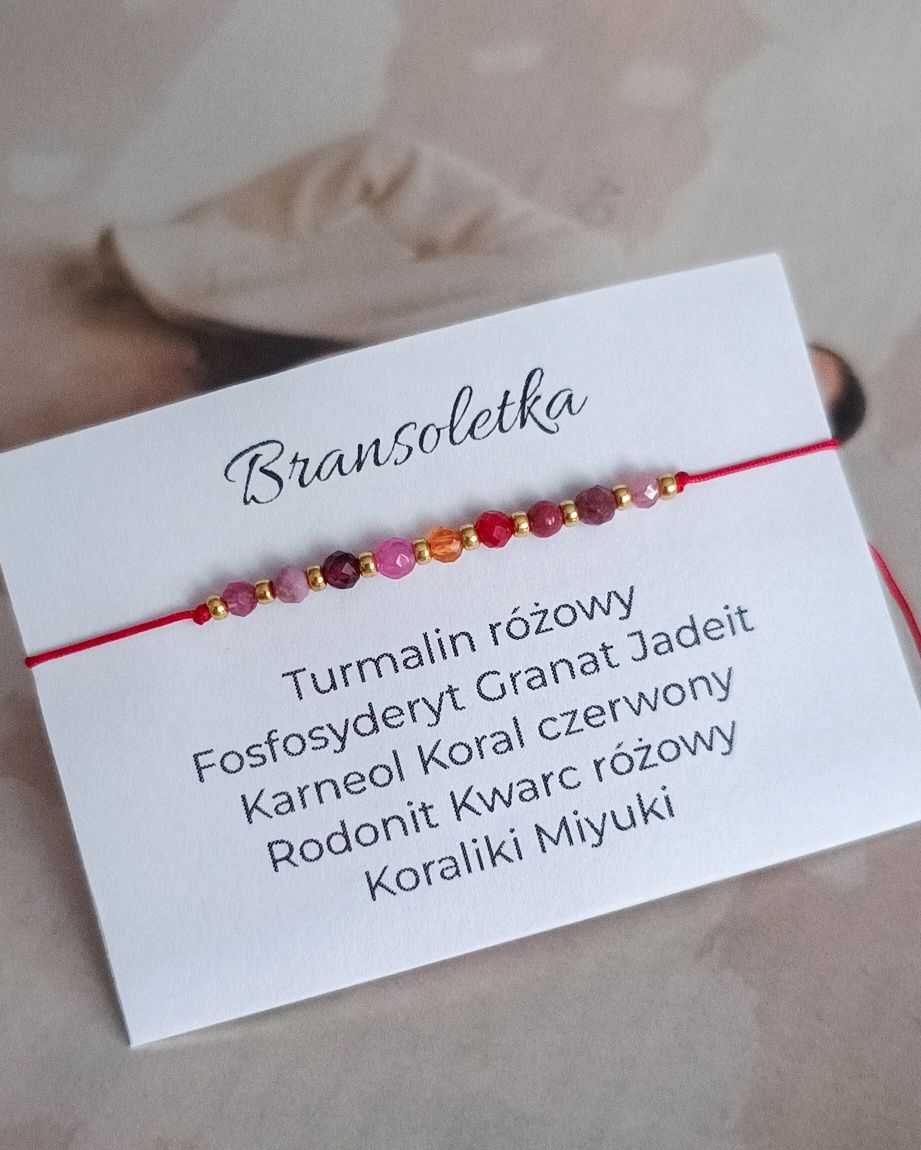 Bransoletka
Turmalin różowy
Fosfosyderyt Granat Jadeit
Karneol Koral czerwony
Rodonit Kwarc różowy
Koraliki Miyuki